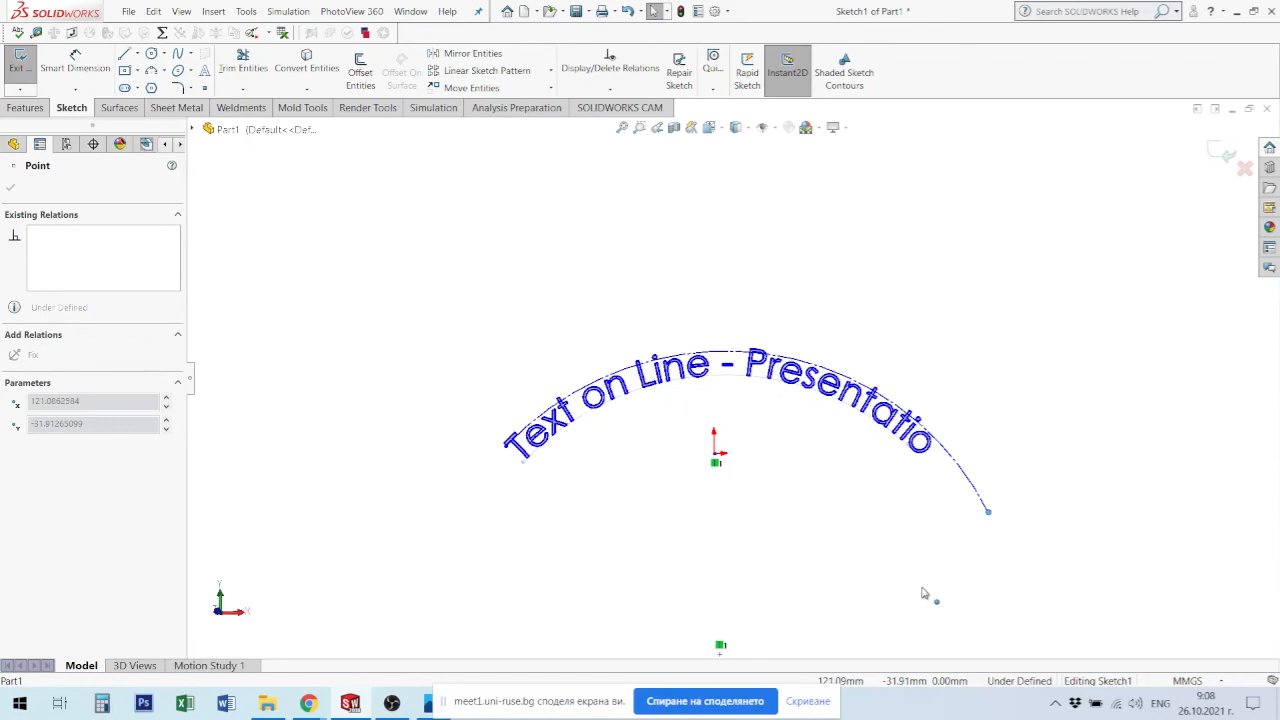 SOLIDWORKS
File
Edit
View
Insert
Tools
Simulation
PhotoView 360
Window
Help
Sketch1 of Part1 *
Search SOLIDWORKS Help
Exit ...
Smart Dimension
Trim Entities
Convert Entities
Offset Entities
Offset On Surface
Mirror Entities
Linear Sketch Pattern
Move Entities
Display/Delete Relations
Repair Sketch
Qui...
Rapid Sketch
Instant2D
Shaded Sketch Contours
Features
Sketch
Surfaces
Sheet Metal
Weldments
Mold Tools
Render Tools
Simulation
Analysis Preparation
SOLIDWORKS CAM
Part1 (Default<<Def...
Point
Existing Relations
Under Defined
Add Relations
Fix
Parameters
121.0862584
-31.91265099
Text on Line - Presentatio
1
1
Y
X
Model
3D Views
Motion Study 1
Part1
121.09mm
-31.91mm
0.00mm
Under Defined
Editing Sketch1
MMGS
meet1.uni-ruse.bg споделя екрана ви.
Спиране на споделянето
Скриване
ENG
9:08
26.10.2021 г.